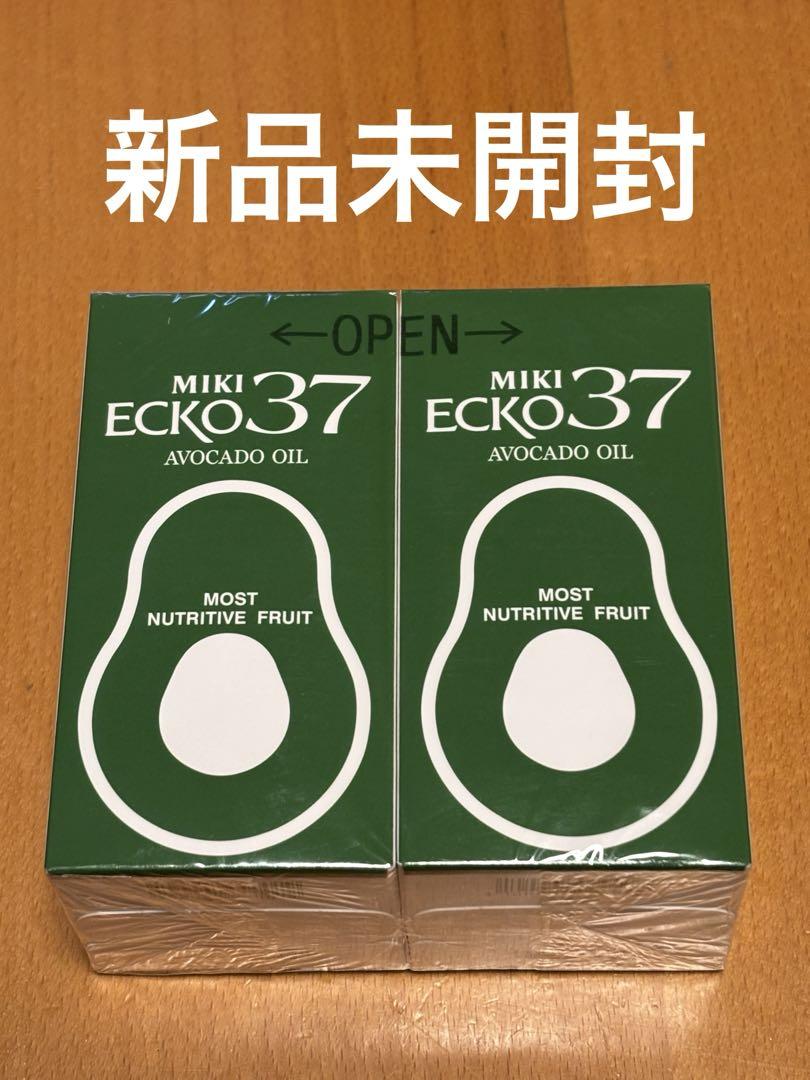 新品未開封
←OPEN→
MIKI
ECKO37
AVOCADO OIL
MOST
NUTRITIVE FRUIT
MIKI
ECKO37
AVOCADO OIL
MOST
NUTRITIVE FRUIT